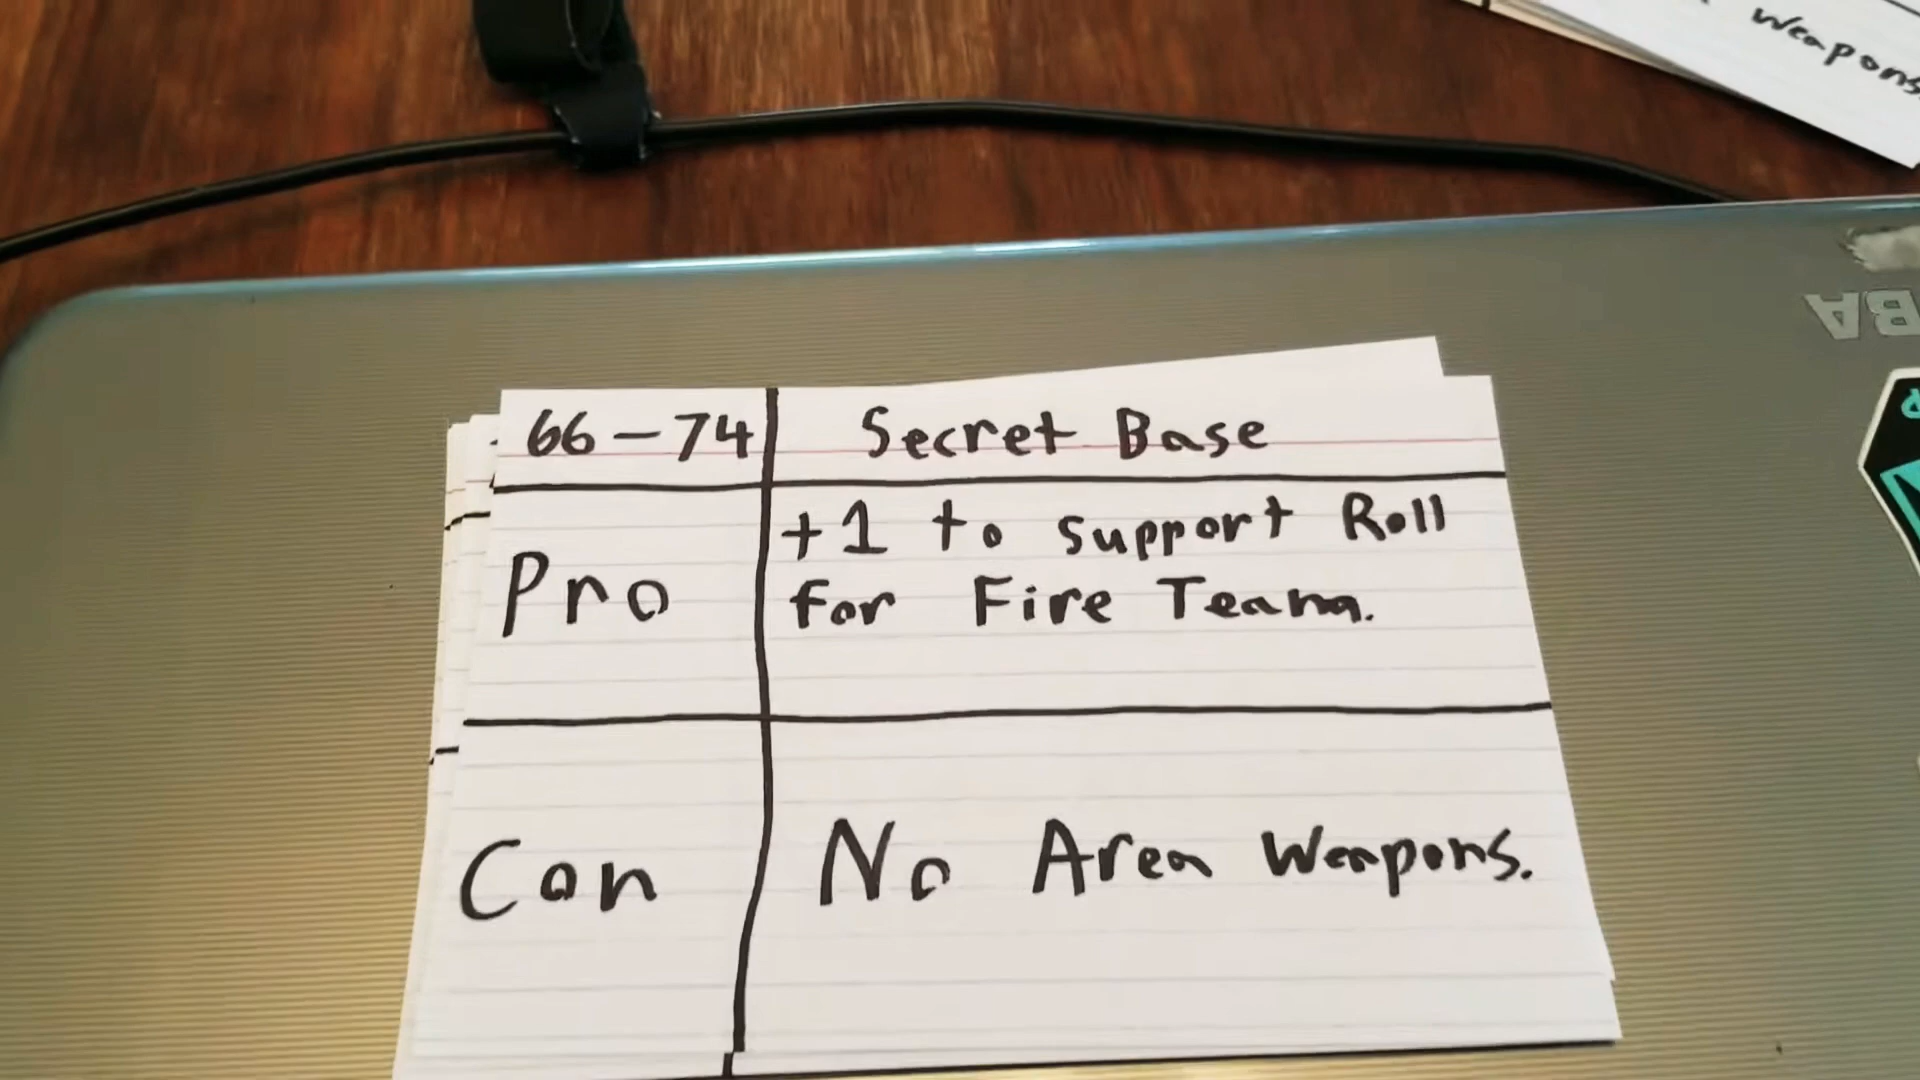 Weapons
BA
66-74 Secret Base
Pro +1 to support Roll
for Fire Team.
Con No Area Weapons.